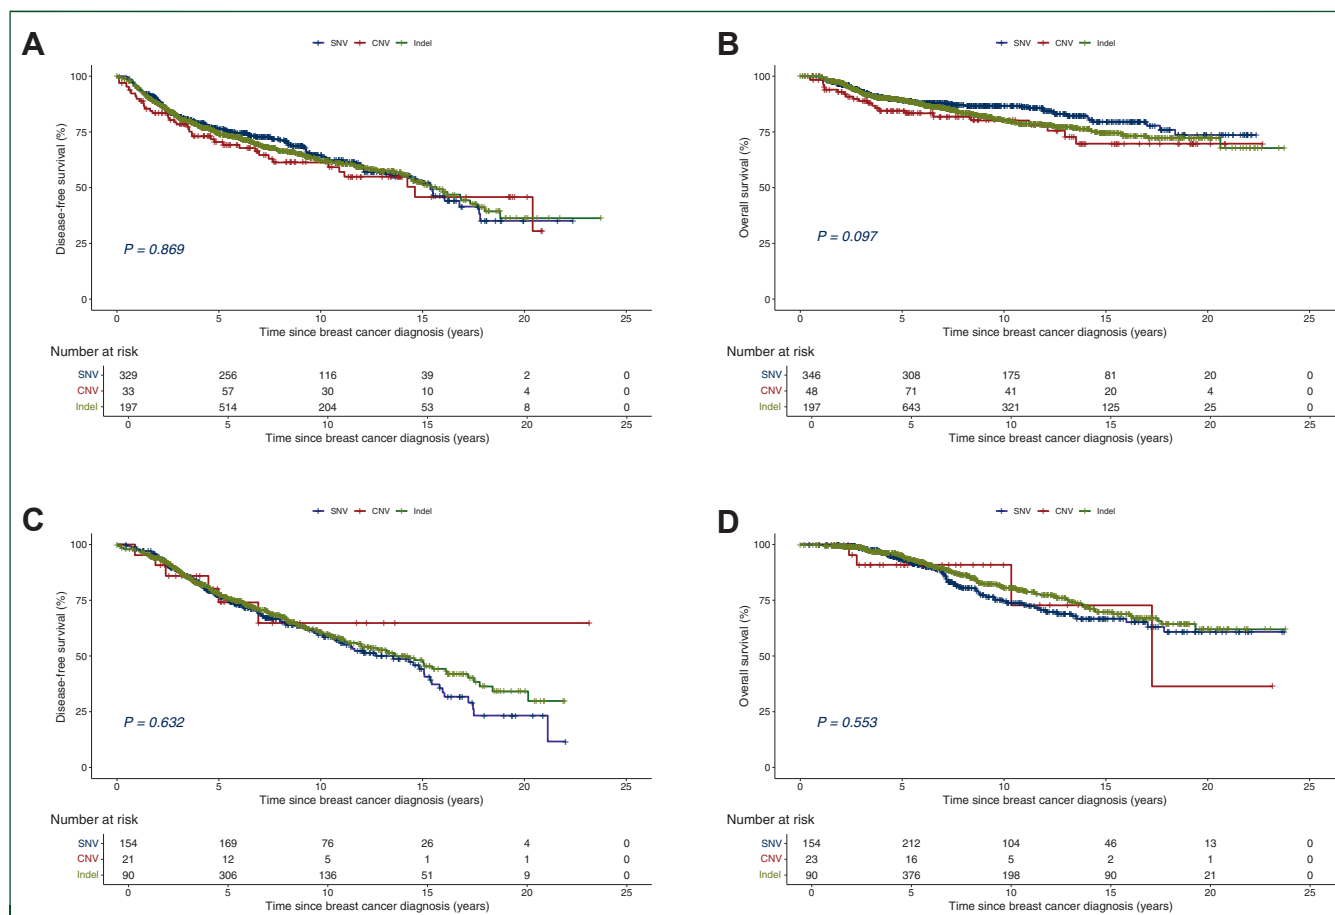 A
SNV CNV Indel
Disease-free survival (%)
100
75
50
25
0
P = 0.869
0 5 10 15 20 25
Time since breast cancer diagnosis (years)
Number at risk
SNV 329 256 116 39 2 0
CNV 33 57 30 10 4 0
Indel 197 514 204 53 8 0
0 5 10 15 20 25
Time since breast cancer diagnosis (years)
B
SNV CNV Indel
Overall survival (%)
100
75
50
25
0
P = 0.097
0 5 10 15 20 25
Time since breast cancer diagnosis (years)
Number at risk
SNV 346 308 175 81 20 0
CNV 48 71 41 20 4 0
Indel 197 643 321 125 25 0
0 5 10 15 20 25
Time since breast cancer diagnosis (years)
C
SNV CNV Indel
Disease-free survival (%)
100
75
50
25
0
P = 0.632
0 5 10 15 20 25
Time since breast cancer diagnosis (years)
Number at risk
SNV 154 169 76 26 4 0
CNV 21 12 5 1 1 0
Indel 90 306 136 51 9 0
0 5 10 15 20 25
Time since breast cancer diagnosis (years)
D
SNV CNV Indel
Overall survival (%)
100
75
50
25
0
P = 0.553
0 5 10 15 20 25
Time since breast cancer diagnosis (years)
Number at risk
SNV 154 212 104 46 13 0
CNV 23 16 5 2 1 0
Indel 90 376 198 90 21 0
0 5 10 15 20 25
Time since breast cancer diagnosis (years)